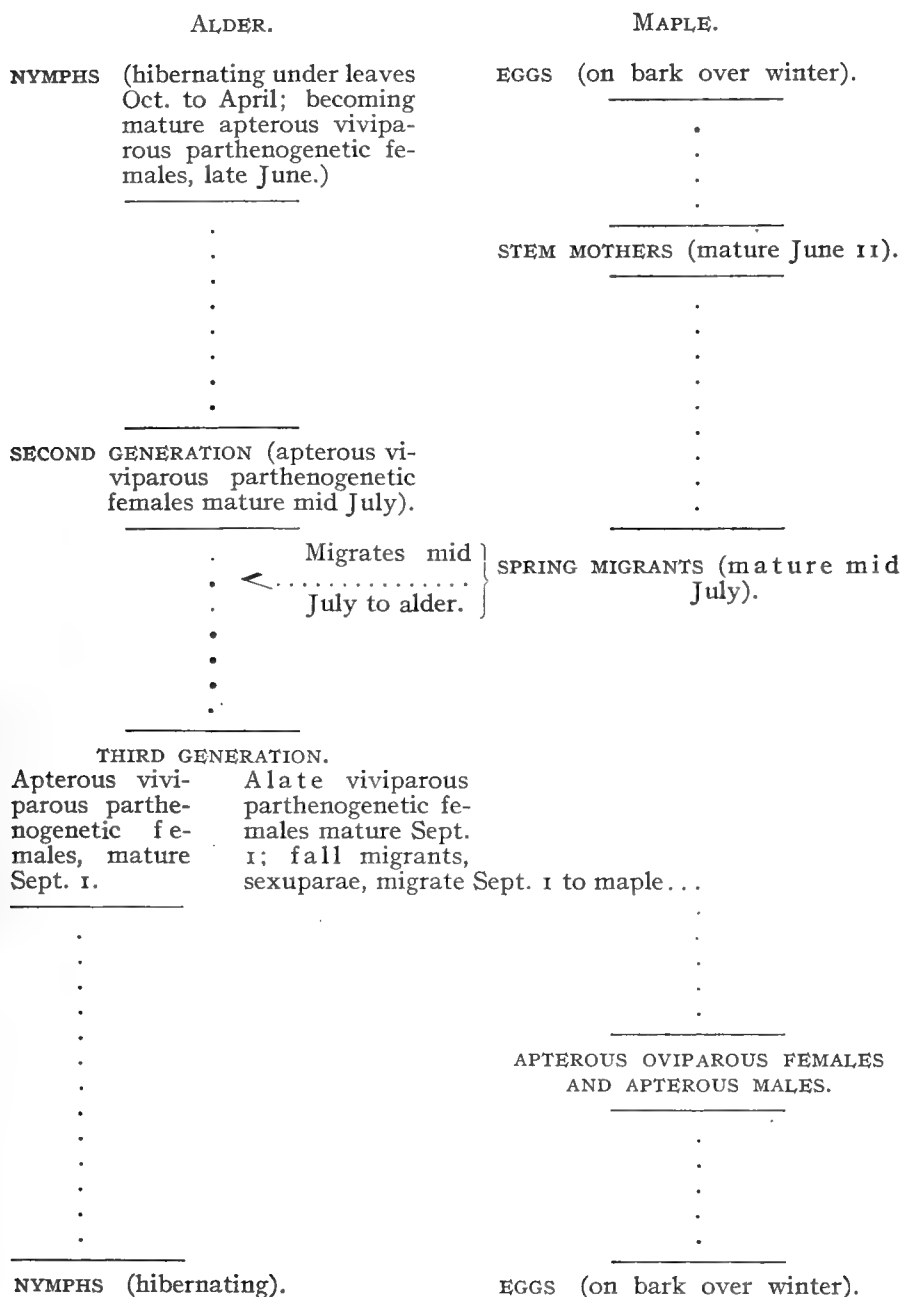 ALDER.
NYMPHS (hibernating under leaves
Oct. to April; becoming
mature apterous vivipa-
rous parthenogenetic fe-
males, late June.)
SECOND GENERATION (apterous vi-
viparous parthenogenetic
females mature mid July).
MAPLE.
EGGS (on bark over winter).
STEM MOTHERS (mature June 11).
Migrates mid
July to alder.
SPRING MIGRANTS (mature mid
July).
THIRD GENERATION.
Apterous vivi-
parous parthe-
nogenetic fe-
males, mature
Sept. 1.
Alate viviparous
parthenogenetic fe-
males mature Sept.
1; fall migrants,
sexuparae, migrate Sept. 1 to maple...
APTEROUS OVIPAROUS FEMALES
AND APTEROUS MALES.
NYMPHS (hibernating).
EGGS (on bark over winter).